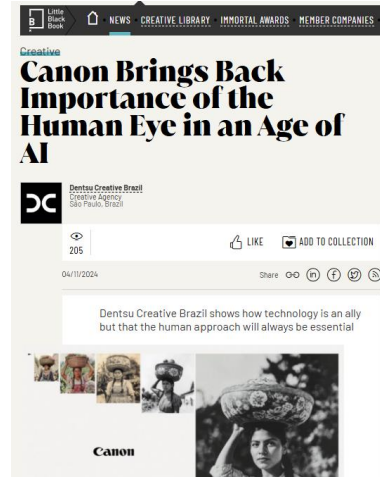 Little
Black
Book
NEWS
CREATIVE LIBRARY
IMMORTAL AWARDS
MEMBER COMPANIES
Creative
Canon Brings Back
Importance of the
Human Eye in an Age of
AI
Dentsu Creative Brazil
Creative Agency
São Paulo, Brazil
205
LIKE
ADD TO COLLECTION
04/11/2024
Share
Dentsu Creative Brazil shows how technology is an ally
but that the human approach will always be essential
Canon